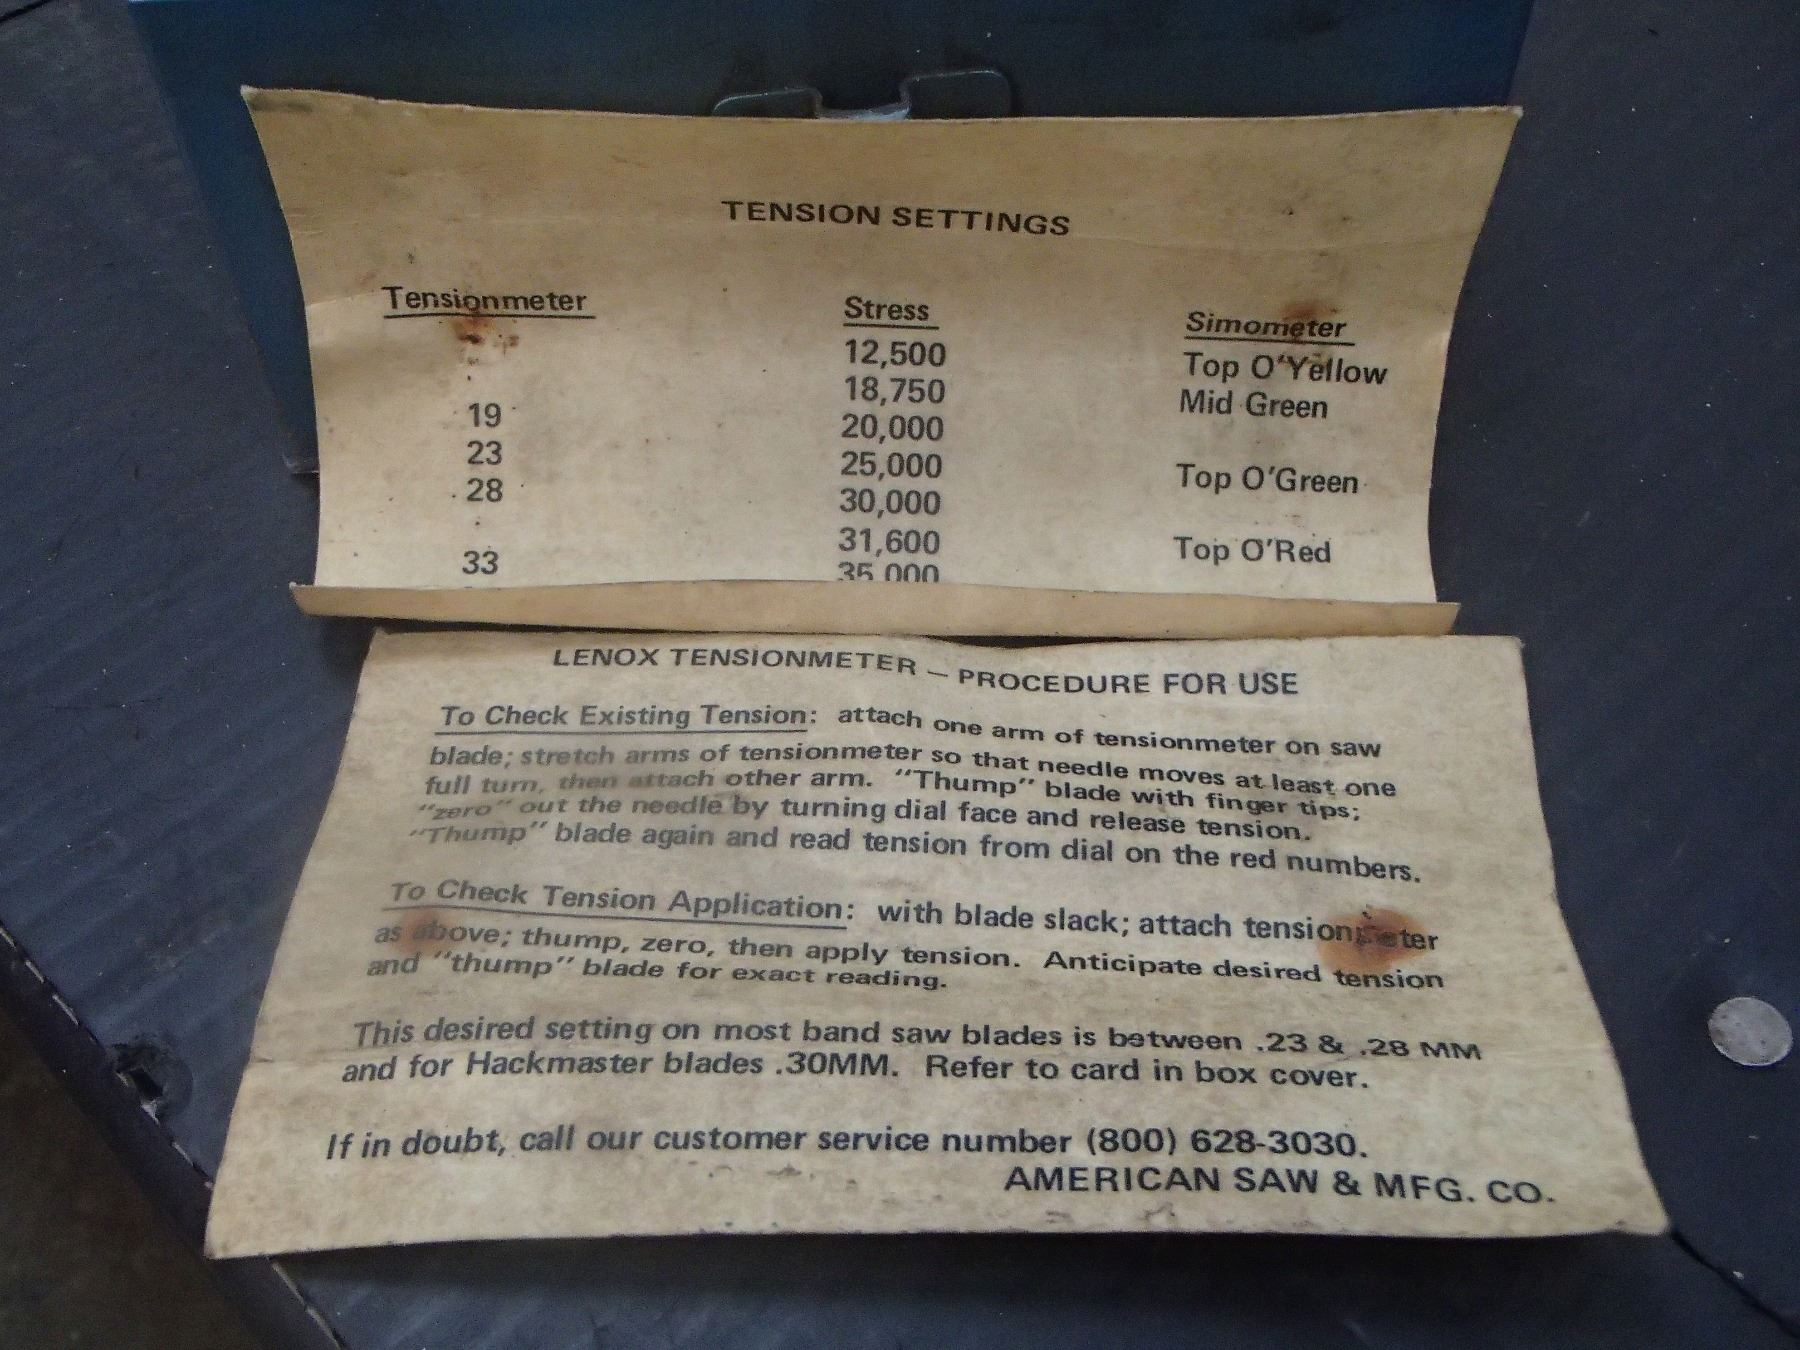 TENSION SETTINGS
Tensionmeter Stress Simometer
12,500 Top O'Yellow
18,750 Mid Green
19 20,000
23 25,000 Top O'Green
28 30,000
31,600 Top O'Red
33 35,000
LENOX TENSIONMETER — PROCEDURE FOR USE
To Check Existing Tension: attach one arm of tensionmeter on saw
blade; stretch arms of tensionmeter so that needle moves at least one
full turn, then attach other arm. "Thump" blade with finger tips;
"zero" out the needle by turning dial face and release tension.
"Thump" blade again and read tension from dial on the red numbers.
To Check Tension Application: with blade slack; attach tensionmeter
as above; thump, zero, then apply tension. Anticipate desired tension
and "thump" blade for exact reading.
This desired setting on most band saw blades is between .23 & .28 MM
and for Hackmaster blades .30MM. Refer to card in box cover.
If in doubt, call our customer service number (800) 628-3030.
AMERICAN SAW & MFG. CO.